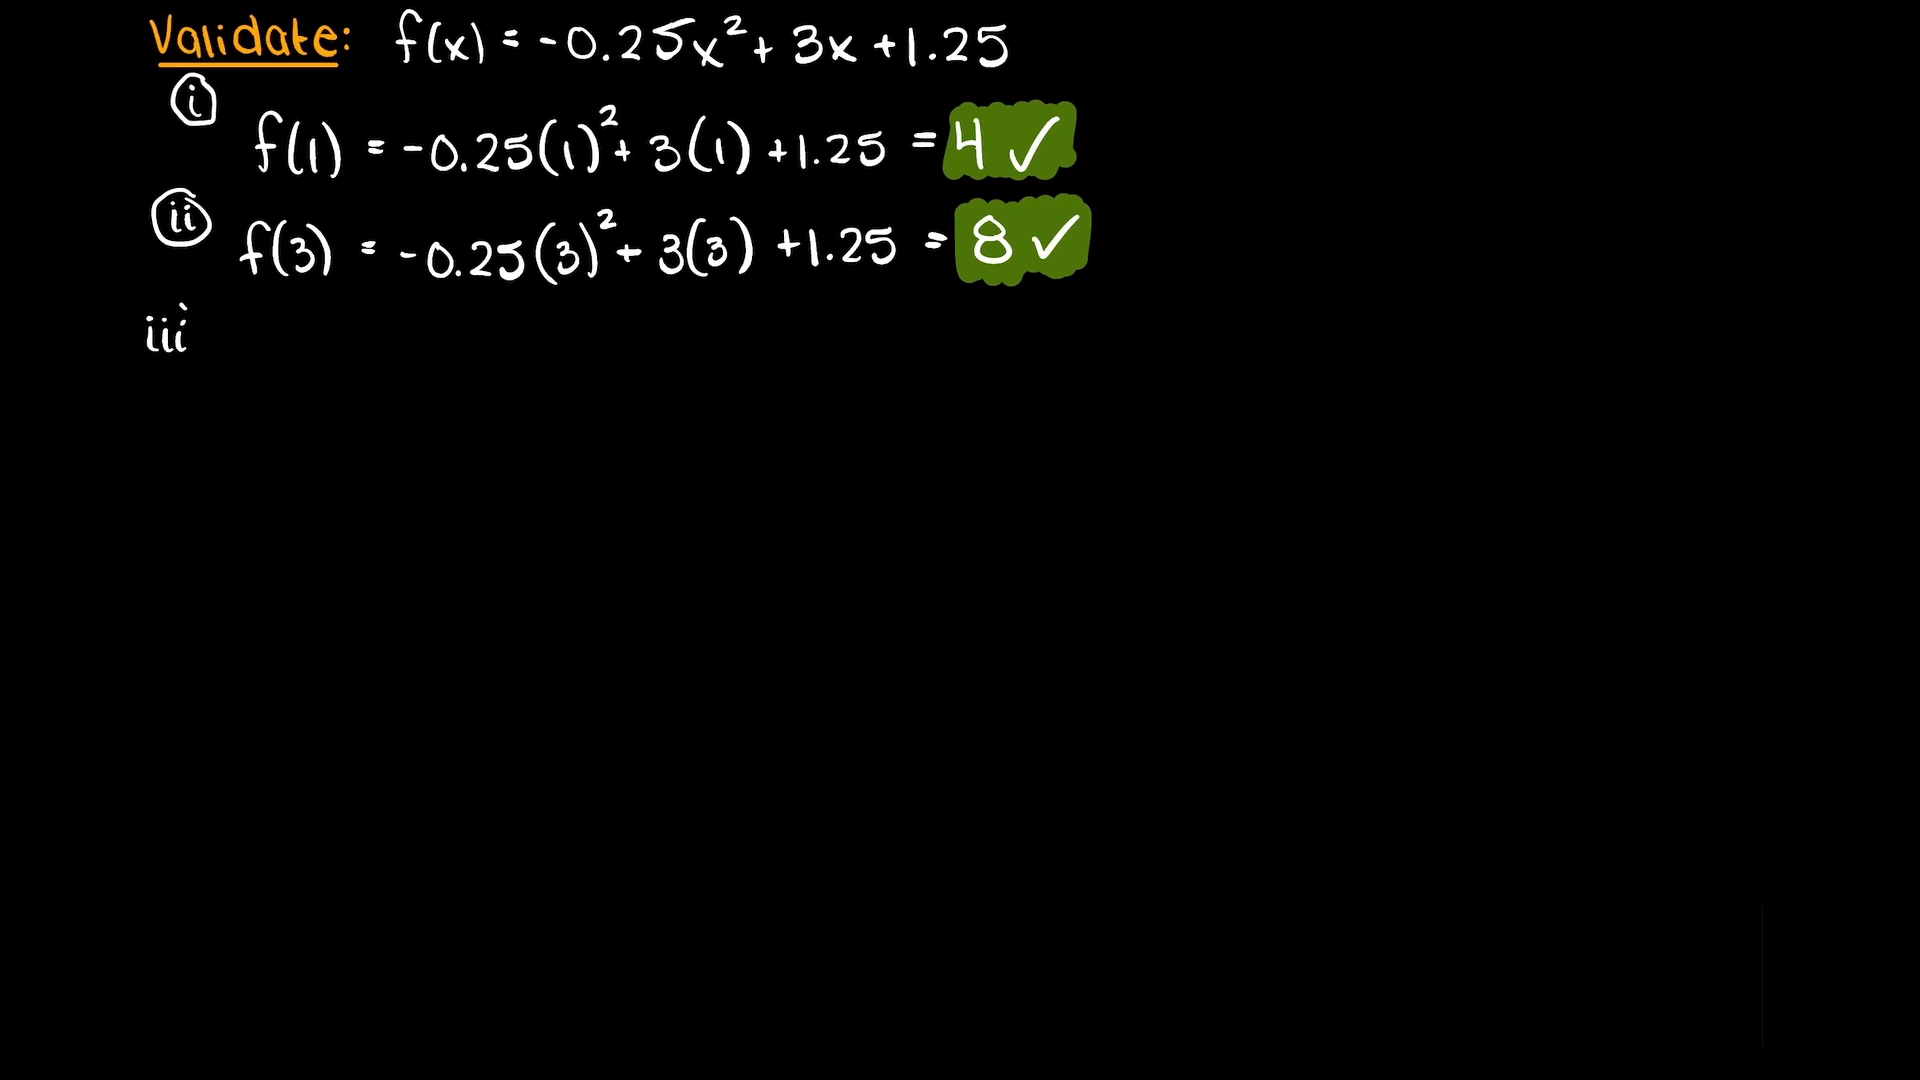 Validate: f(x) = -0.25x² + 3x + 1.25
i
f(1) = -0.25(1)² + 3(1) + 1.25 = 4 ✓
ii
f(3) = -0.25(3)² + 3(3) + 1.25 = 8 ✓
iii